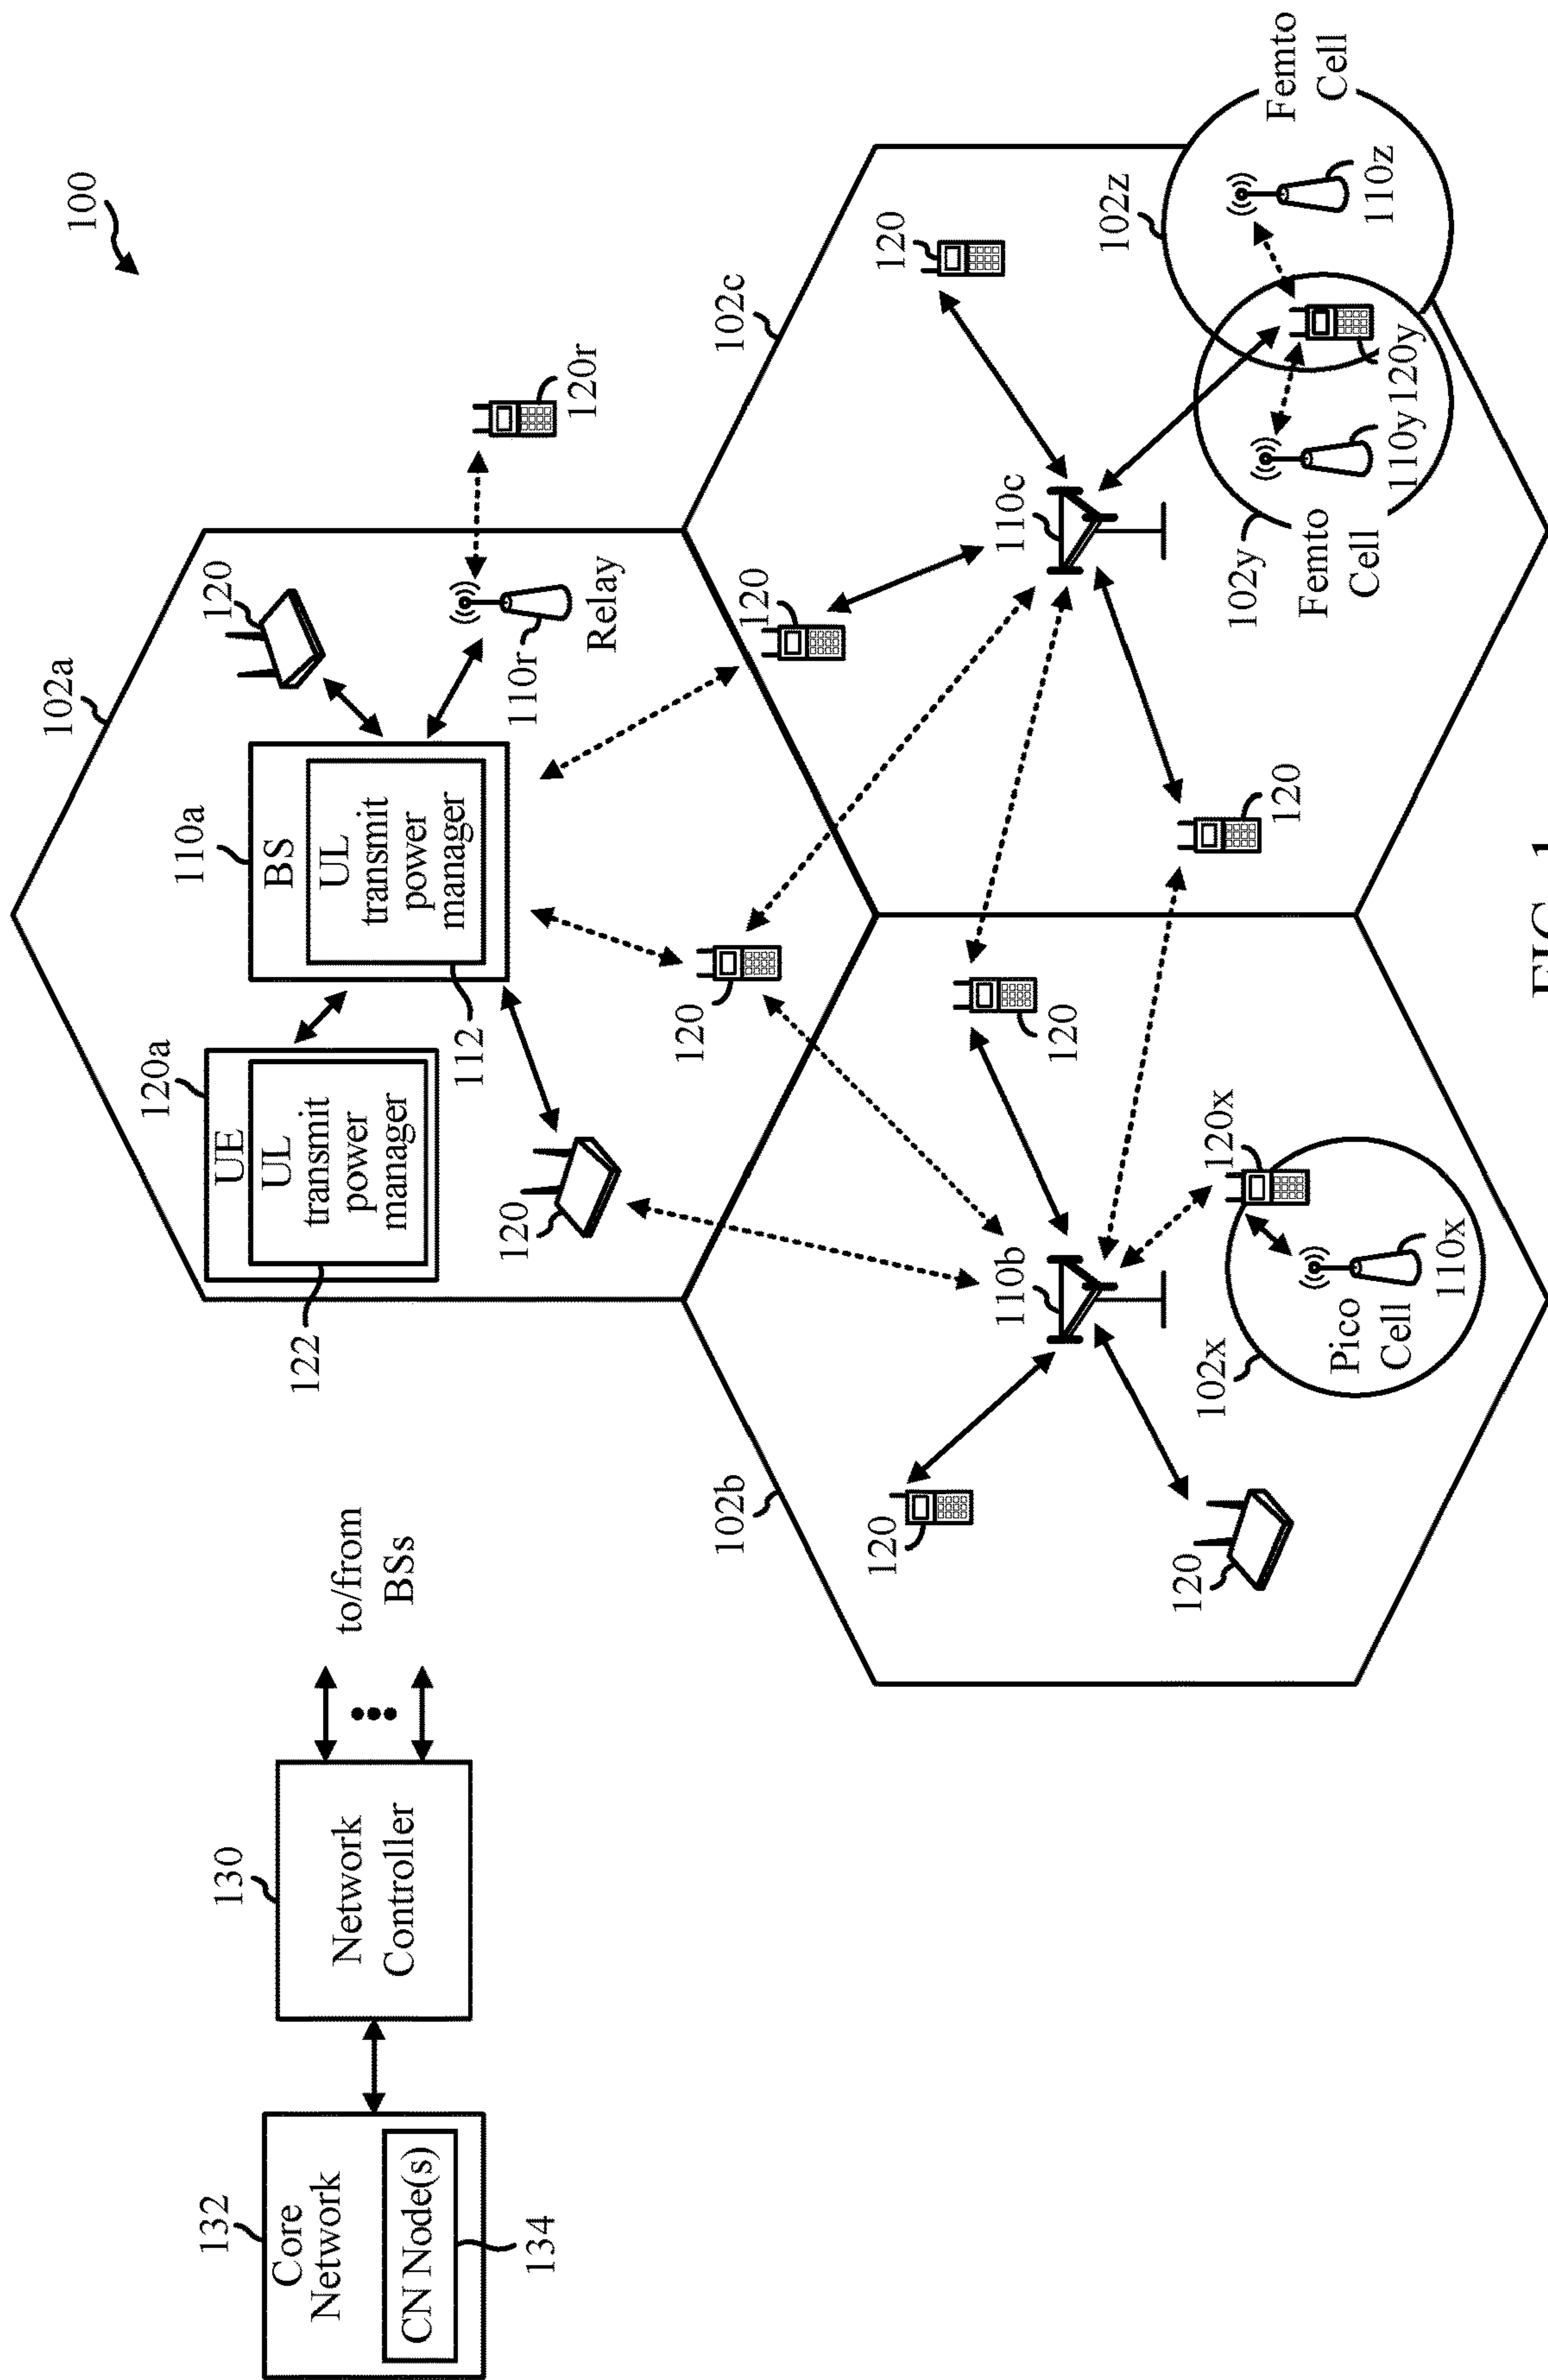 100
132
Core
Network
CN Node(s)
134
130
Network
Controller
to/from
BSs
102a
120a
UE
UL
transmit
power
manager
122
110a
BS
UL
transmit
power
manager
112
120
120
110r
Relay
120r
120
120
102b
120
120
110b
120
120x
102x
Pico
Cell
110x
102c
120
110c
120
102y
Femto
Cell
110y
120y
102z
Femto
Cell
110z
FIG. 1